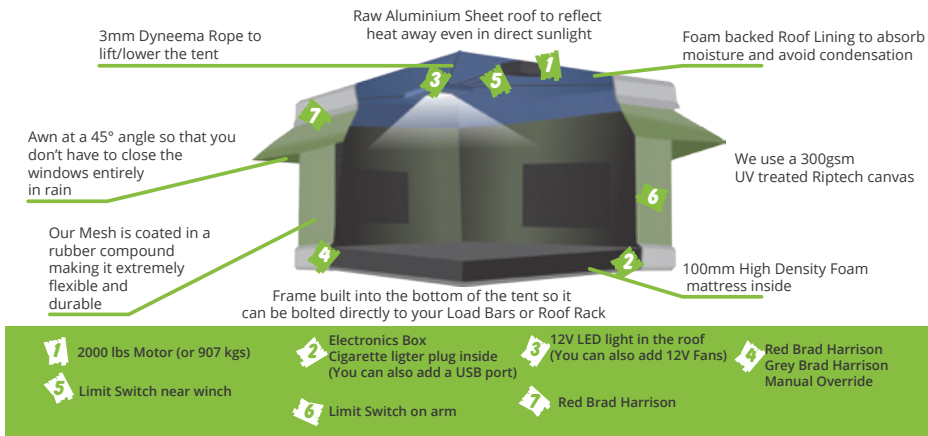 Raw Aluminium Sheet roof to reflect
heat away even in direct sunlight
3mm Dyneema Rope to
lift/lower the tent
Foam backed Roof Lining to absorb
moisture and avoid condensation
1
3
5
7
Awn at a 45° angle so that you
don't have to close the
windows entirely
in rain
We use a 300gsm
UV treated Riptech canvas
6
Our Mesh is coated in a
rubber compound
making it extremely
flexible and
durable
4
2
100mm High Density Foam
mattress inside
Frame built into the bottom of the tent so it
can be bolted directly to your Load Bars or Roof Rack
1 2000 lbs Motor (or 907 kgs)
5 Limit Switch near winch
2 Electronics Box
Cigarette ligter plug inside
(You can also add a USB port)
6 Limit Switch on arm
3 12V LED light in the roof
(You can also add 12V Fans)
7 Red Brad Harrison
4 Red Brad Harrison
Grey Brad Harrison
Manual Override